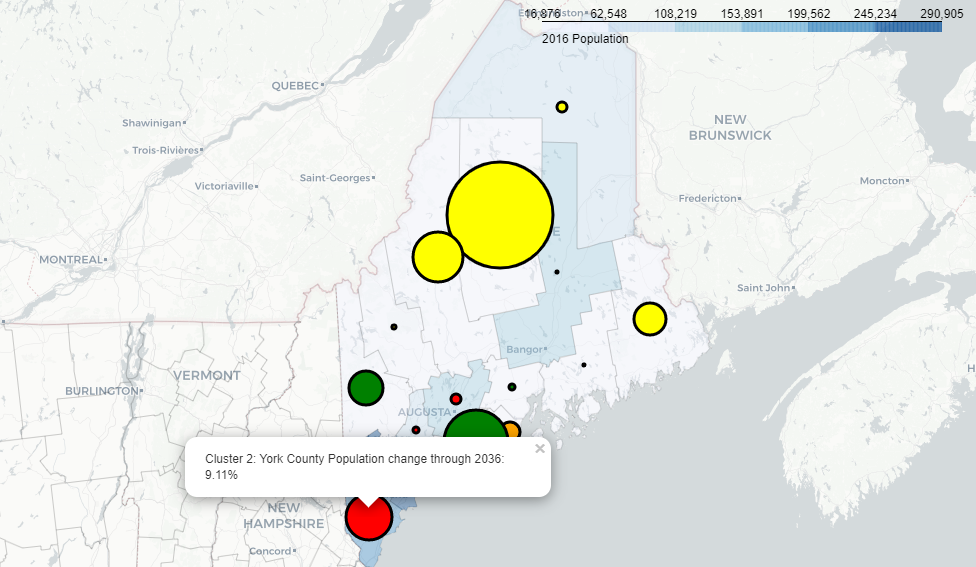 Edmundston
16,876 62,548 108,219 153,891 199,562 245,234 290,905
2016 Population
QUEBEC
NEW
BRUNSWICK
Shawinigan
Trois-Rivières
Saint-Georges
Victoriaville
Moncton
Fredericton
E
MONTREAL
Saint John
Bangor
VERMONT
BURLINGTON
H
AUGUSTA
Cluster 2: York County Population change through 2036:
9.11%
×
NEW
HAMPSHIRE
Concord